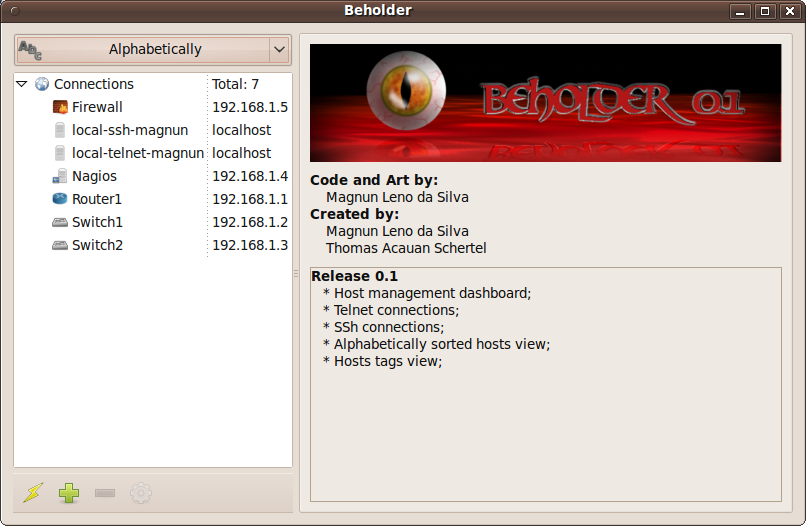 Beholder
Abc Alphabetically
Connections Total: 7
Firewall 192.168.1.5
local-ssh-magnun localhost
local-telnet-magnun localhost
Nagios 192.168.1.4
Router1 192.168.1.1
Switch1 192.168.1.2
Switch2 192.168.1.3
BEHOLDER 0.1
Code and Art by:
Magnun Leno da Silva
Created by:
Magnun Leno da Silva
Thomas Acauan Schertel
Release 0.1
* Host management dashboard;
* Telnet connections;
* SSh connections;
* Alphabetically sorted hosts view;
* Hosts tags view;